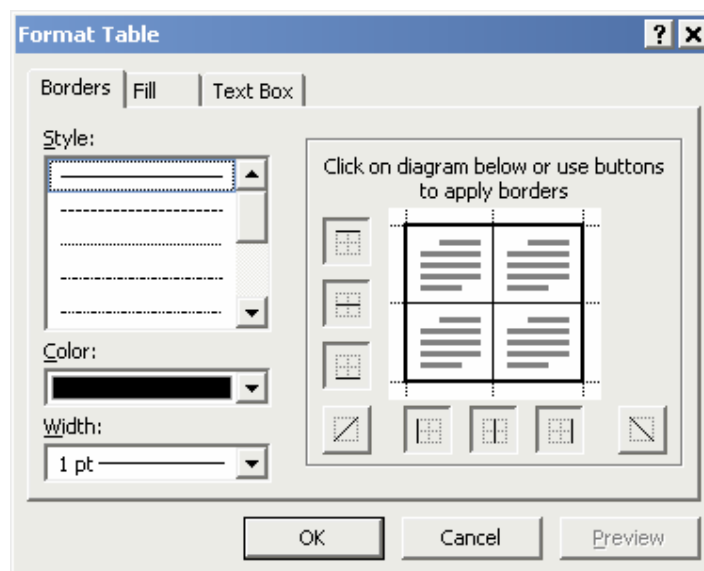 Format Table
Borders Fill Text Box
Style:
Click on diagram below or use buttons
to apply borders
Color:
Width:
1 pt
OK Cancel Preview